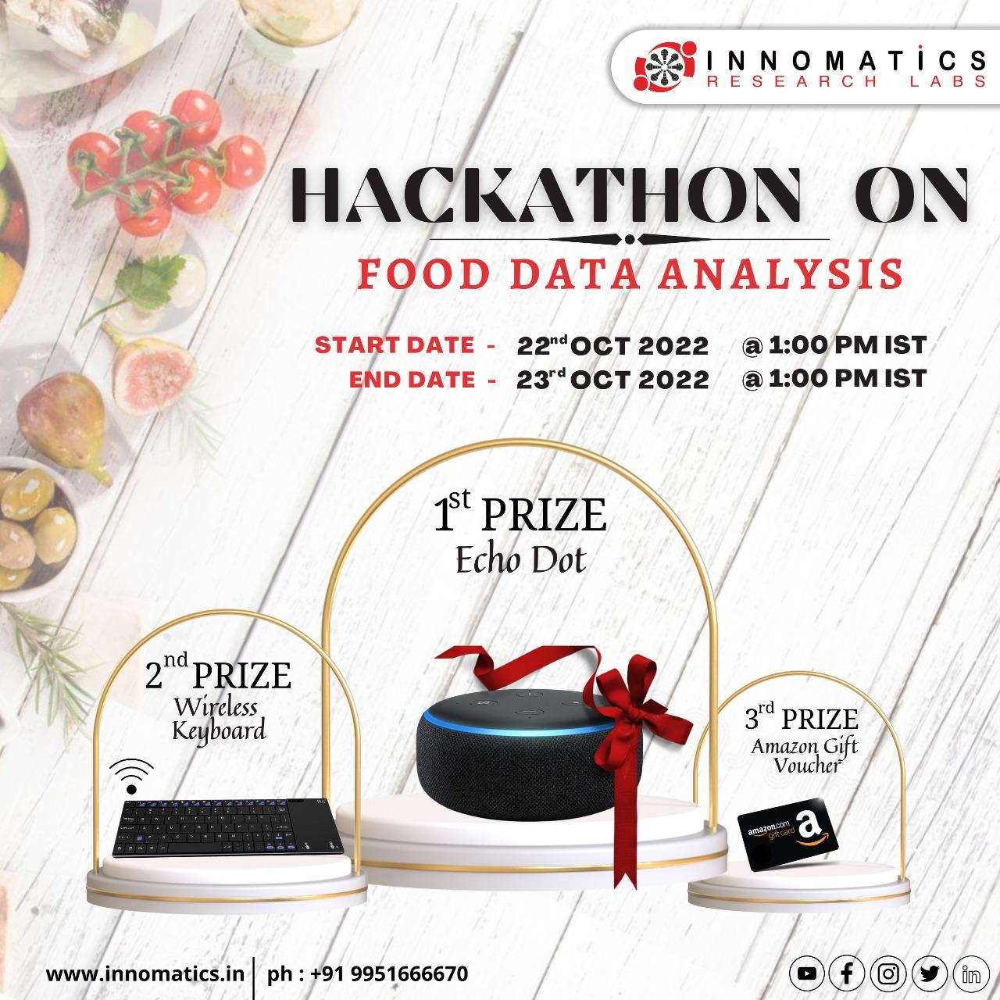 INNOMATICS
RESEARCH LABS
HACKATHON ON
FOOD DATA ANALYSIS
START DATE - 22nd OCT 2022 @ 1:00 PM IST
END DATE - 23rd OCT 2022 @ 1:00 PM IST
1st PRIZE
Echo Dot
2nd PRIZE
Wireless
Keyboard
3rd PRIZE
Amazon Gift
Voucher
amazon.com
gift card
a
www.innomatics.in | ph : +91 9951666670
in